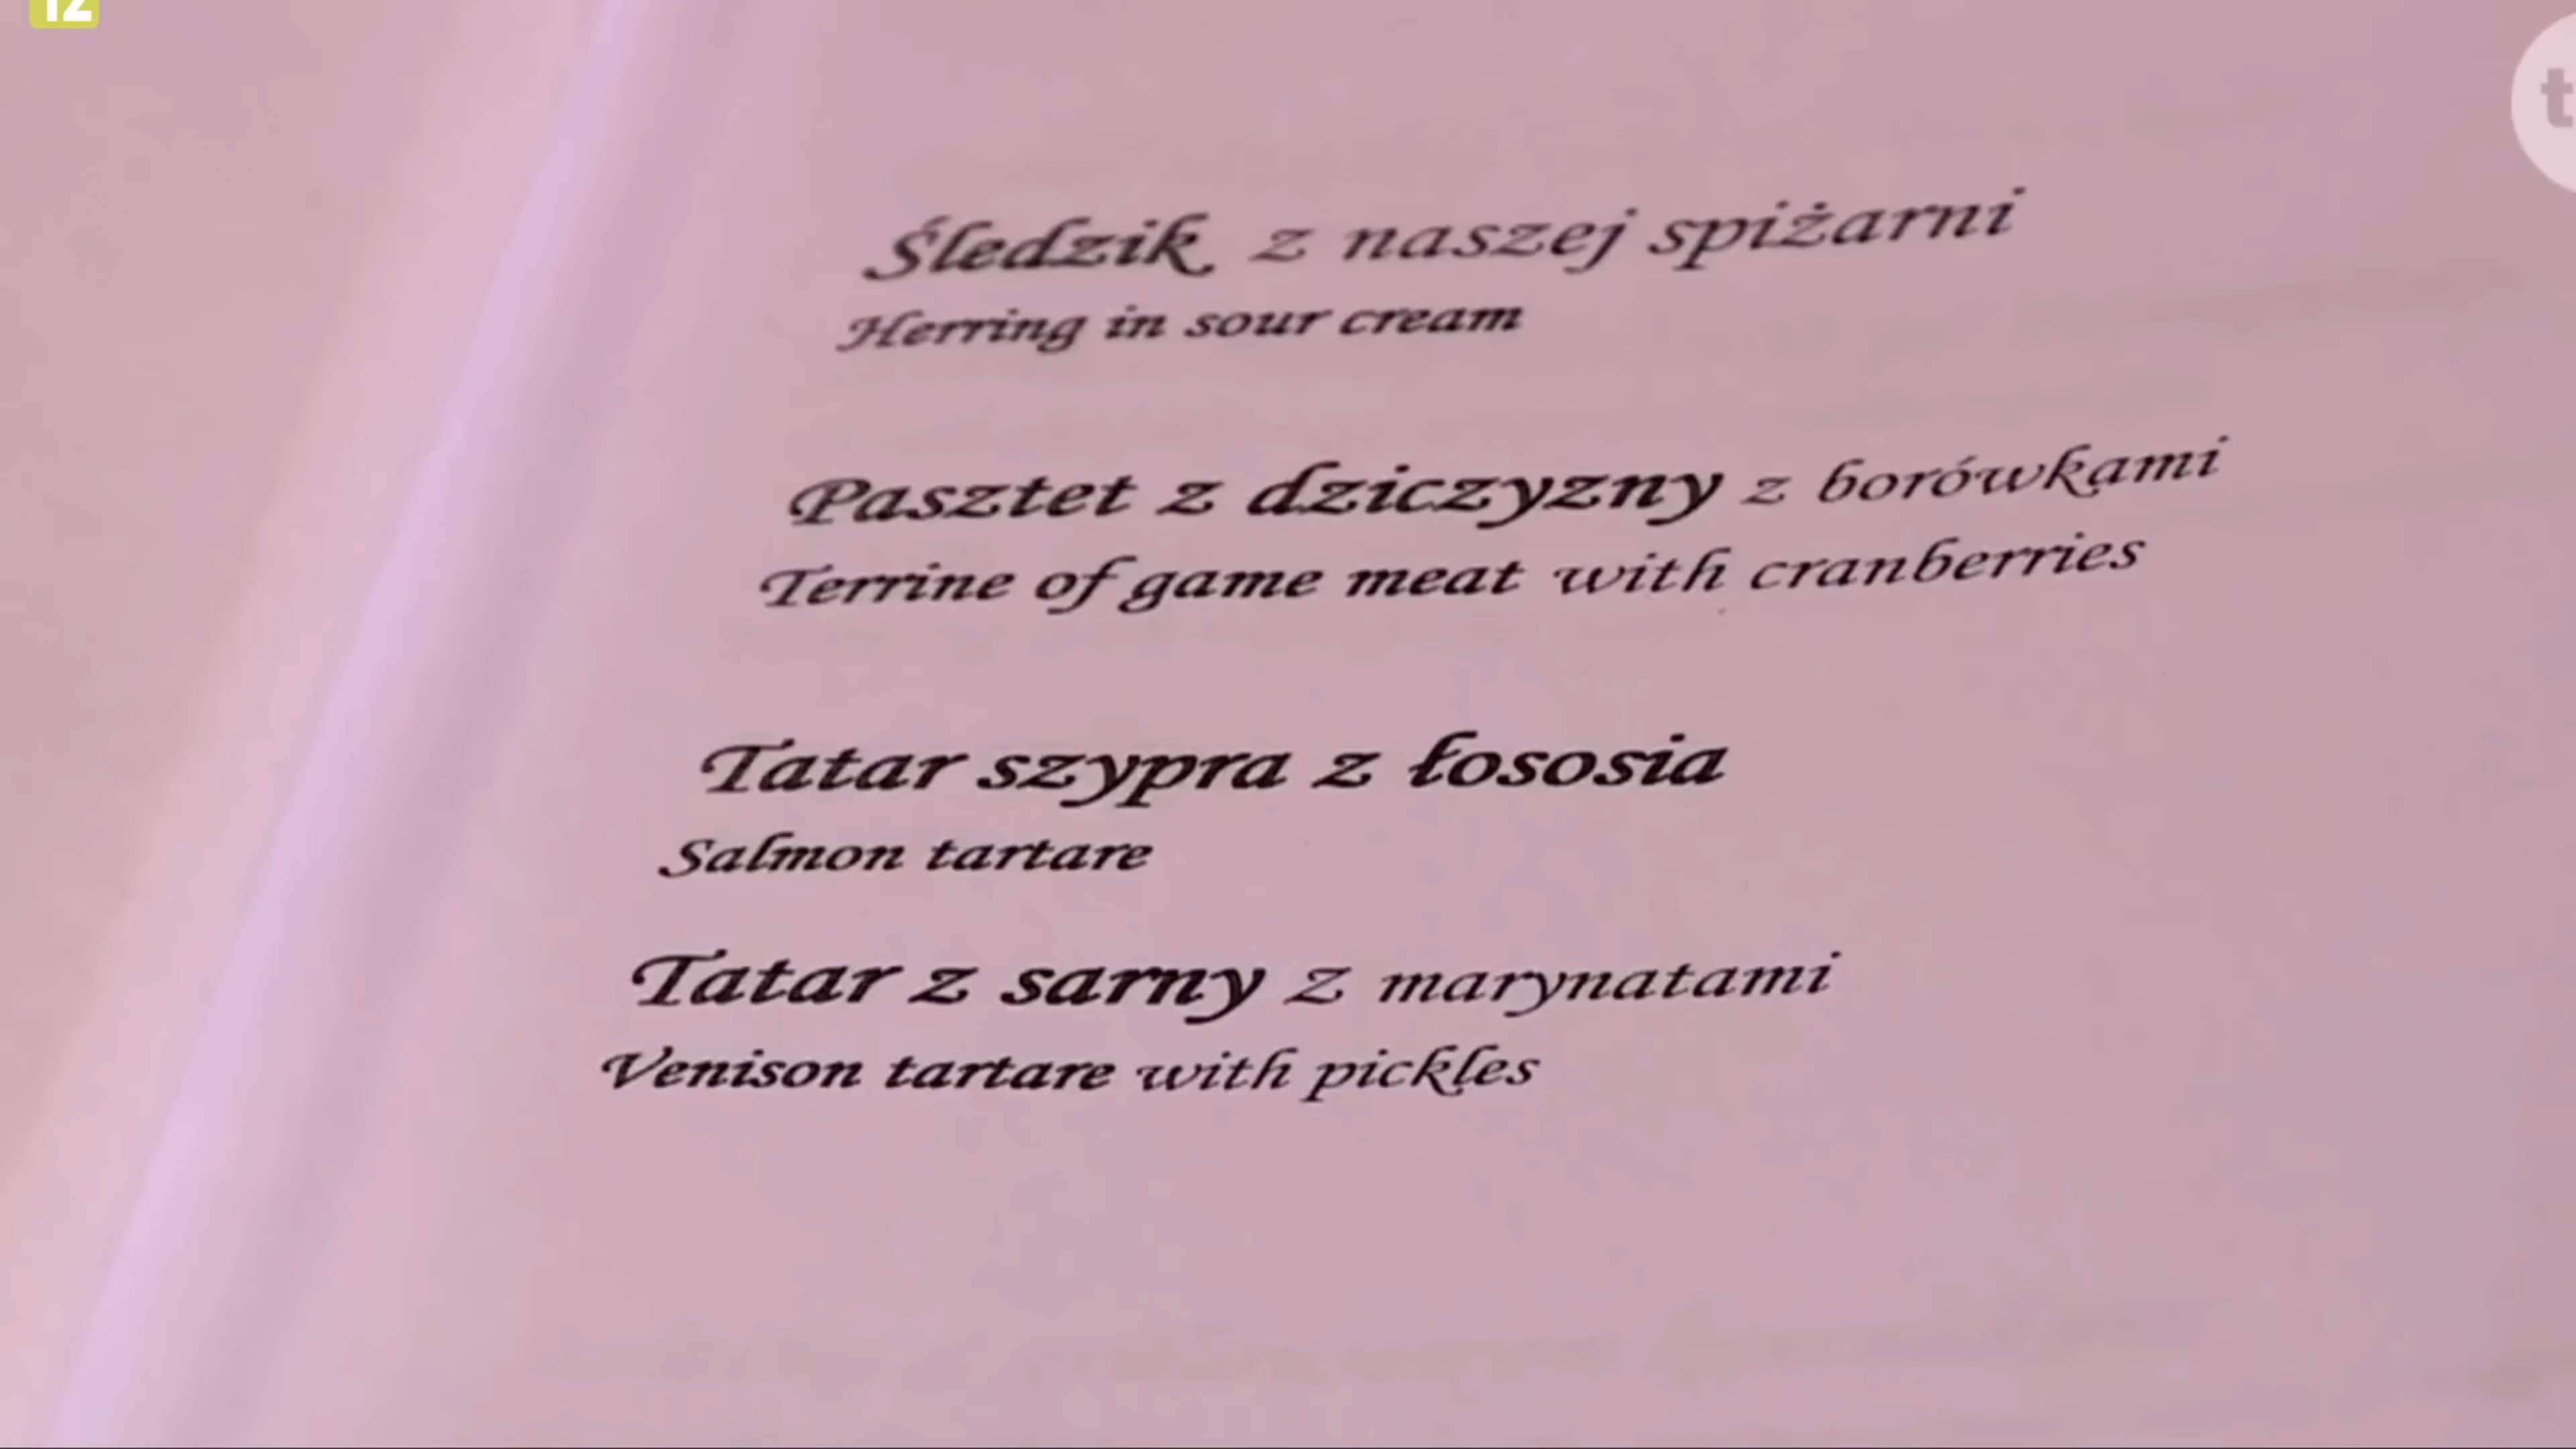 12
Śledzik z naszej spiżarni
Herring in sour cream
Pasztet z dziczyzny z borówkami
Terrine of game meat with cranberries
Tatar szypra z łososia
Salmon tartare
Tatar z sarny z marynatami
Venison tartare with pickles